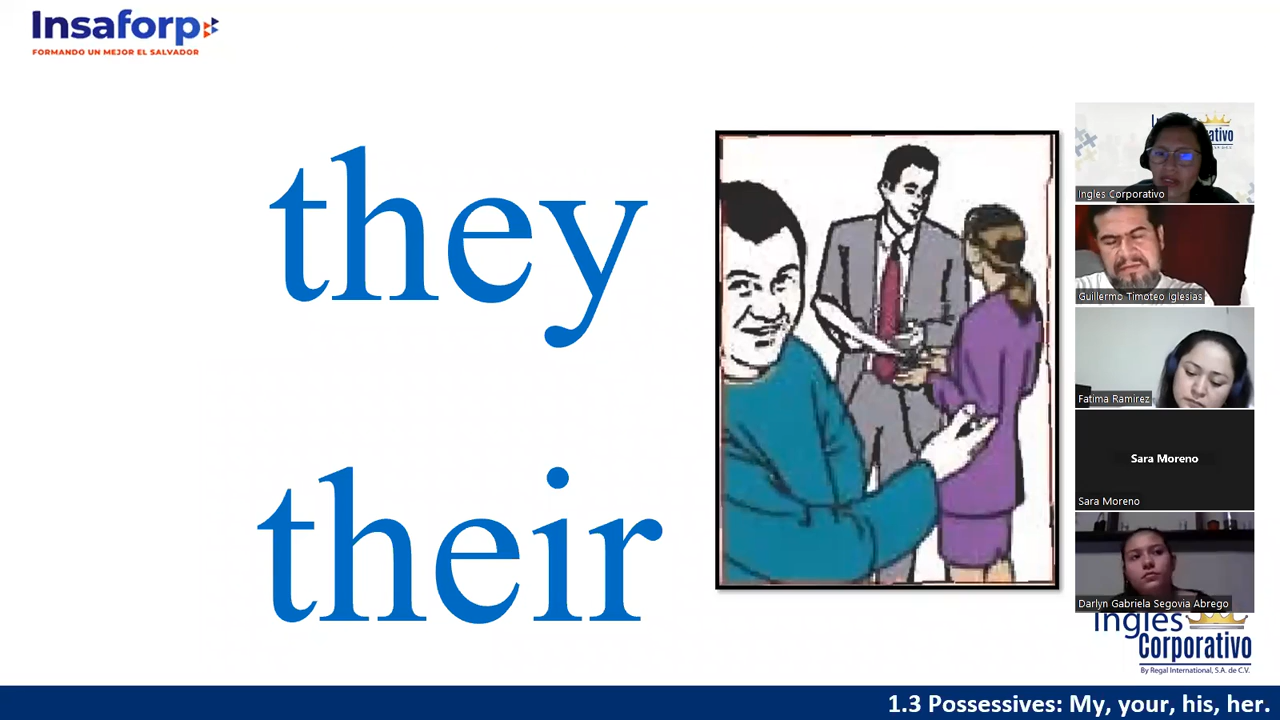 Insaforp
FORMANDO UN MEJOR EL SALVADOR
they
their
Ingles Corporativo
Guillermo Timoteo Iglesias
Fatima Ramirez
Sara Moreno
Sara Moreno
Darlyn Gabriela Segovia Abrego
Inglés
Corporativo
By Regal International, S.A. de C.V.
1.3 Possessives: My, your, his, her.